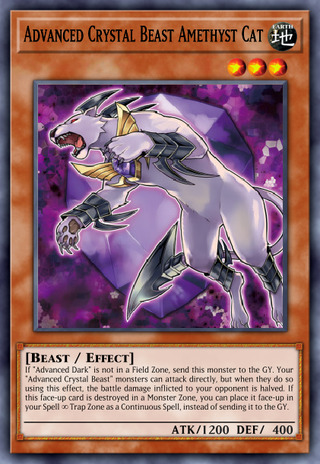 Advanced Crystal Beast Amethyst Cat
EARTH
地
[Beast / Effect]
If "Advanced Dark" is not in a Field Zone, send this monster to the GY. Your
"Advanced Crystal Beast" monsters can attack directly, but when they do so
using this effect, the battle damage inflicted to your opponent is halved. If
this face-up card is destroyed in a Monster Zone, you can place it face-up in
your Spell & Trap Zone as a Continuous Spell, instead of sending it to the GY.
ATK/1200 DEF/ 400